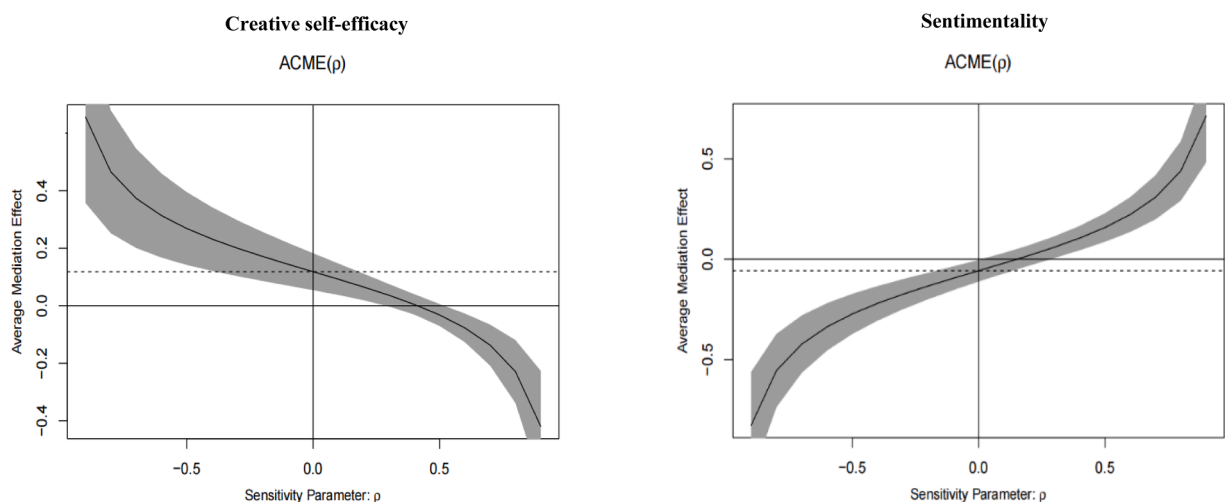 Creative self-efficacy
ACME(ρ)
Average Mediation Effect
0.4
0.2
0.0
−0.2
−0.4
−0.5
0.0
0.5
Sensitivity Parameter: ρ
Sentimentality
ACME(ρ)
Average Mediation Effect
0.5
0.0
−0.5
−0.5
0.0
0.5
Sensitivity Parameter: ρ